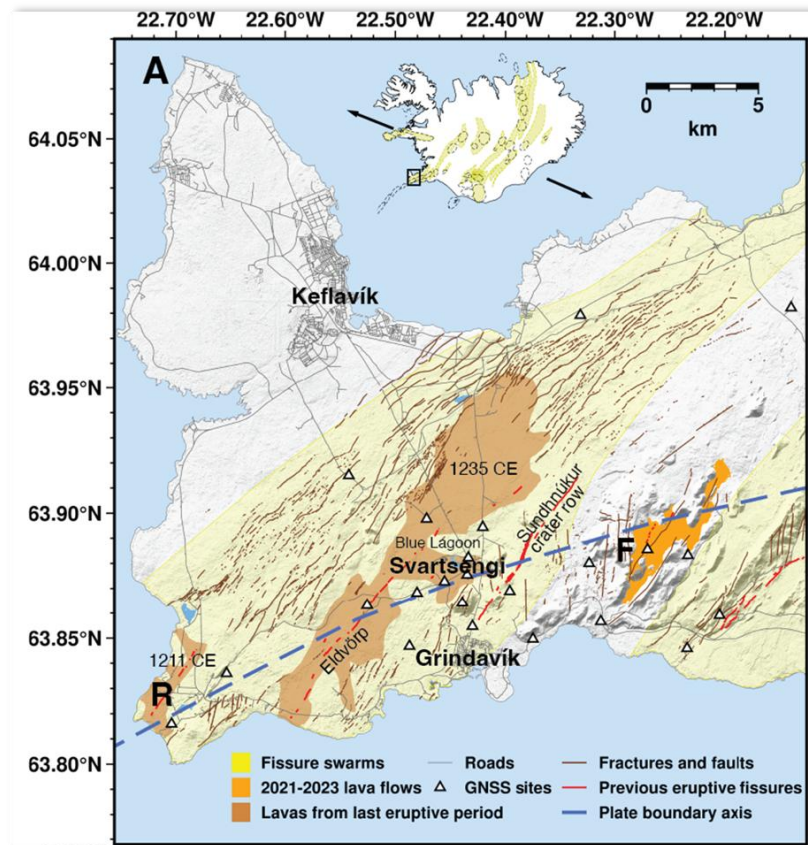 22.70° 22.60° 22.50° 22.40° 22.30° 22.20°
A
64.05°N
64.00°N
63.95°N
63.90°N
63.85°N
63.80°N
0 5
km
Keflavík
1235 CE
Sundhnúkur
crater row
Blue Lagoon
Svartsengi
F
Eldvörp
Grindavík
1211 CE
R
Fissure swarms
2021-2023 lava flows
Lavas from last eruptive period
Roads
GNSS sites
Fractures and faults
Previous eruptive fissures
Plate boundary axis